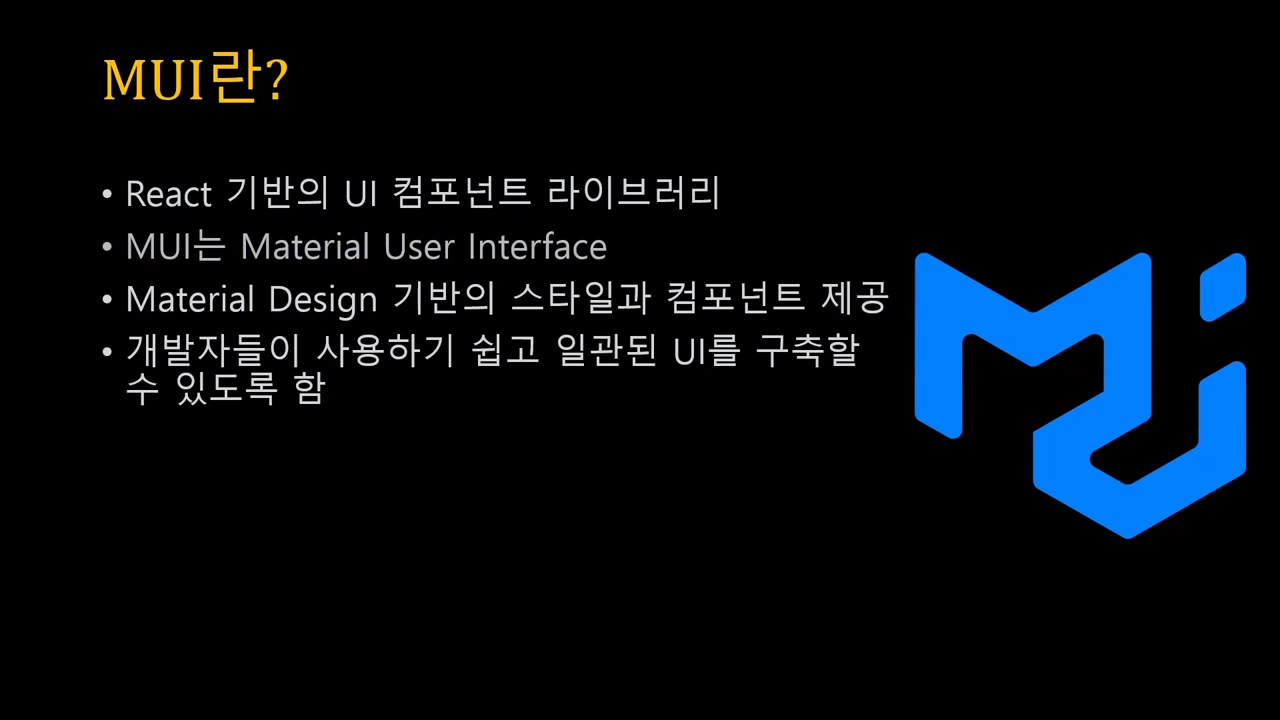 MUI란?
• React 기반의 UI 컴포넌트 라이브러리
• MUI는 Material User Interface
• Material Design 기반의 스타일과 컴포넌트 제공
• 개발자들이 사용하기 쉽고 일관된 UI를 구축할
수 있도록 함